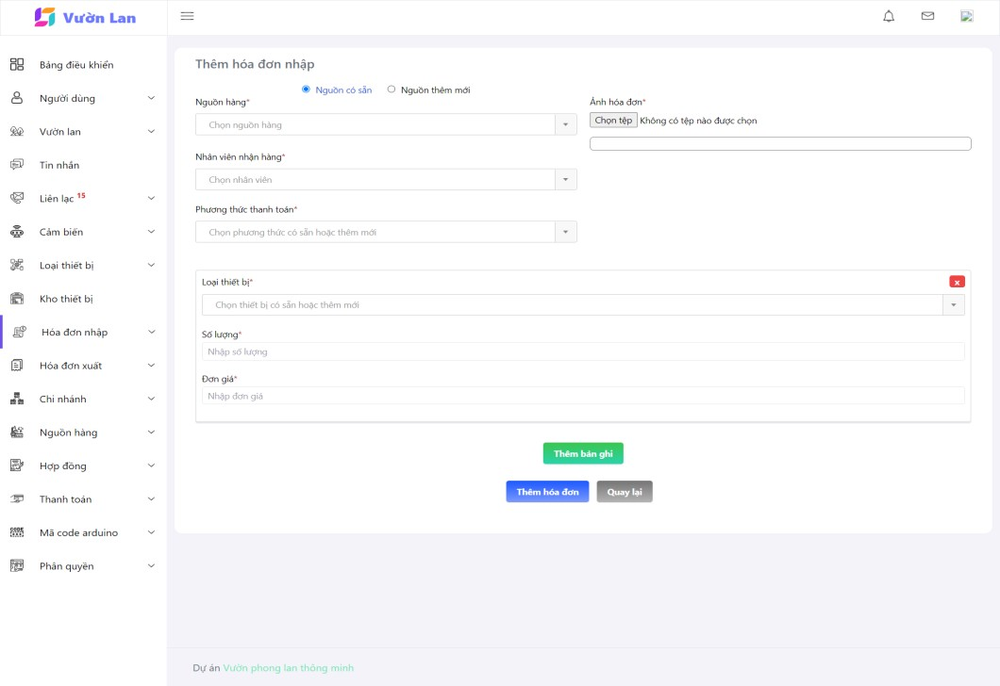 Vườn Lan
Bảng điều khiển
Người dùng
Vườn lan
Tin nhắn
Liên lạc 15
Cảm biến
Loại thiết bị
Kho thiết bị
Hóa đơn nhập
Hóa đơn xuất
Chi nhánh
Nguồn hàng
Hợp đồng
Thanh toán
Mã code arduino
Phân quyền
Thêm hóa đơn nhập
Nguồn có sẵn Nguồn thêm mới
Nguồn hàng*
Chọn nguồn hàng
Ảnh hóa đơn*
Chọn tệp Không có tệp nào được chọn
Nhân viên nhận hàng*
Chọn nhân viên
Phương thức thanh toán*
Chọn phương thức có sẵn hoặc thêm mới
Loại thiết bị*
x
Chọn thiết bị có sẵn hoặc thêm mới
Số lượng*
Nhập số lượng
Đơn giá*
Nhập đơn giá
Thêm bản ghi
Thêm hóa đơn Quay lại
Dự án Vườn phong lan thông minh